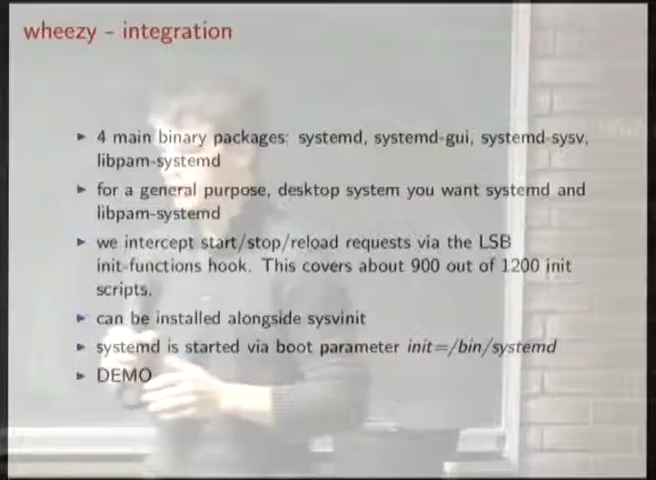 wheezy – integration
► 4 main binary packages: systemd, systemd-gui, systemd-sysv,
libpam-systemd
► for a general purpose, desktop system you want systemd and
libpam-systemd
► we intercept start/stop/reload requests via the LSB
init-functions hook. This covers about 900 out of 1200 init
scripts.
► can be installed alongside sysvinit
► systemd is started via boot parameter init=/bin/systemd
► DEMO